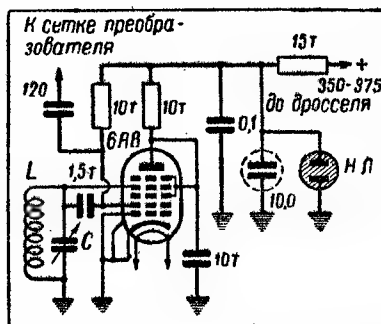 К сетке преобра-
зователя
15т
+
350-375
до дросселя
120
10т
10т
6А8
0,1
НЛ
L
1,5т
10,0
C
10т